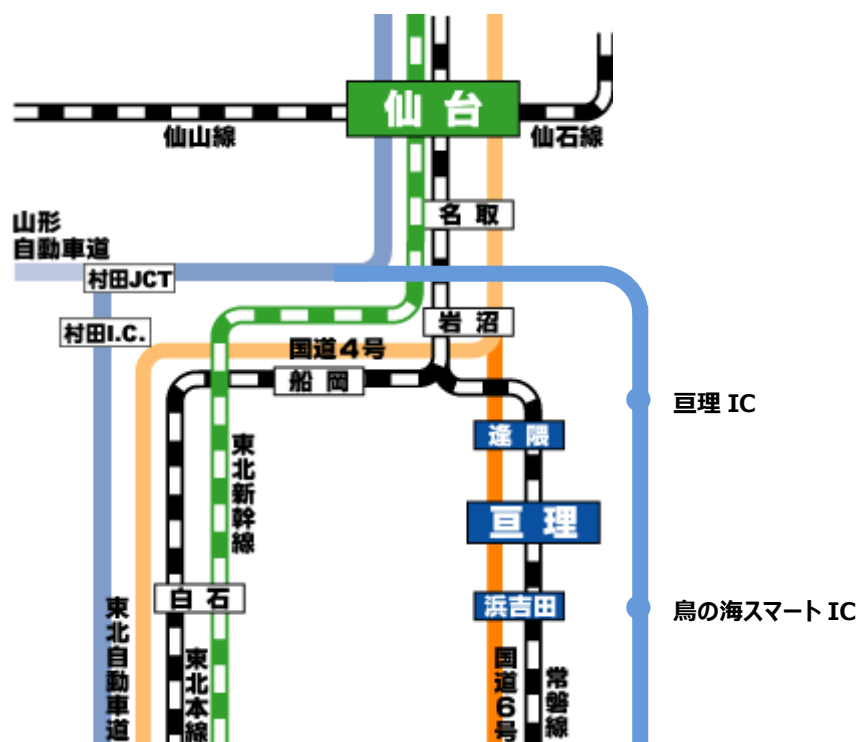 仙台
仙山線
仙石線
名取
山形
自動車道
村田JCT
岩沼
村田I.C.
国道4号
船岡
亘理 IC
逢隈
東北新幹線
亘理
白石
浜吉田
鳥の海スマート IC
東北自動車道
東北本線
国道6号
常磐線